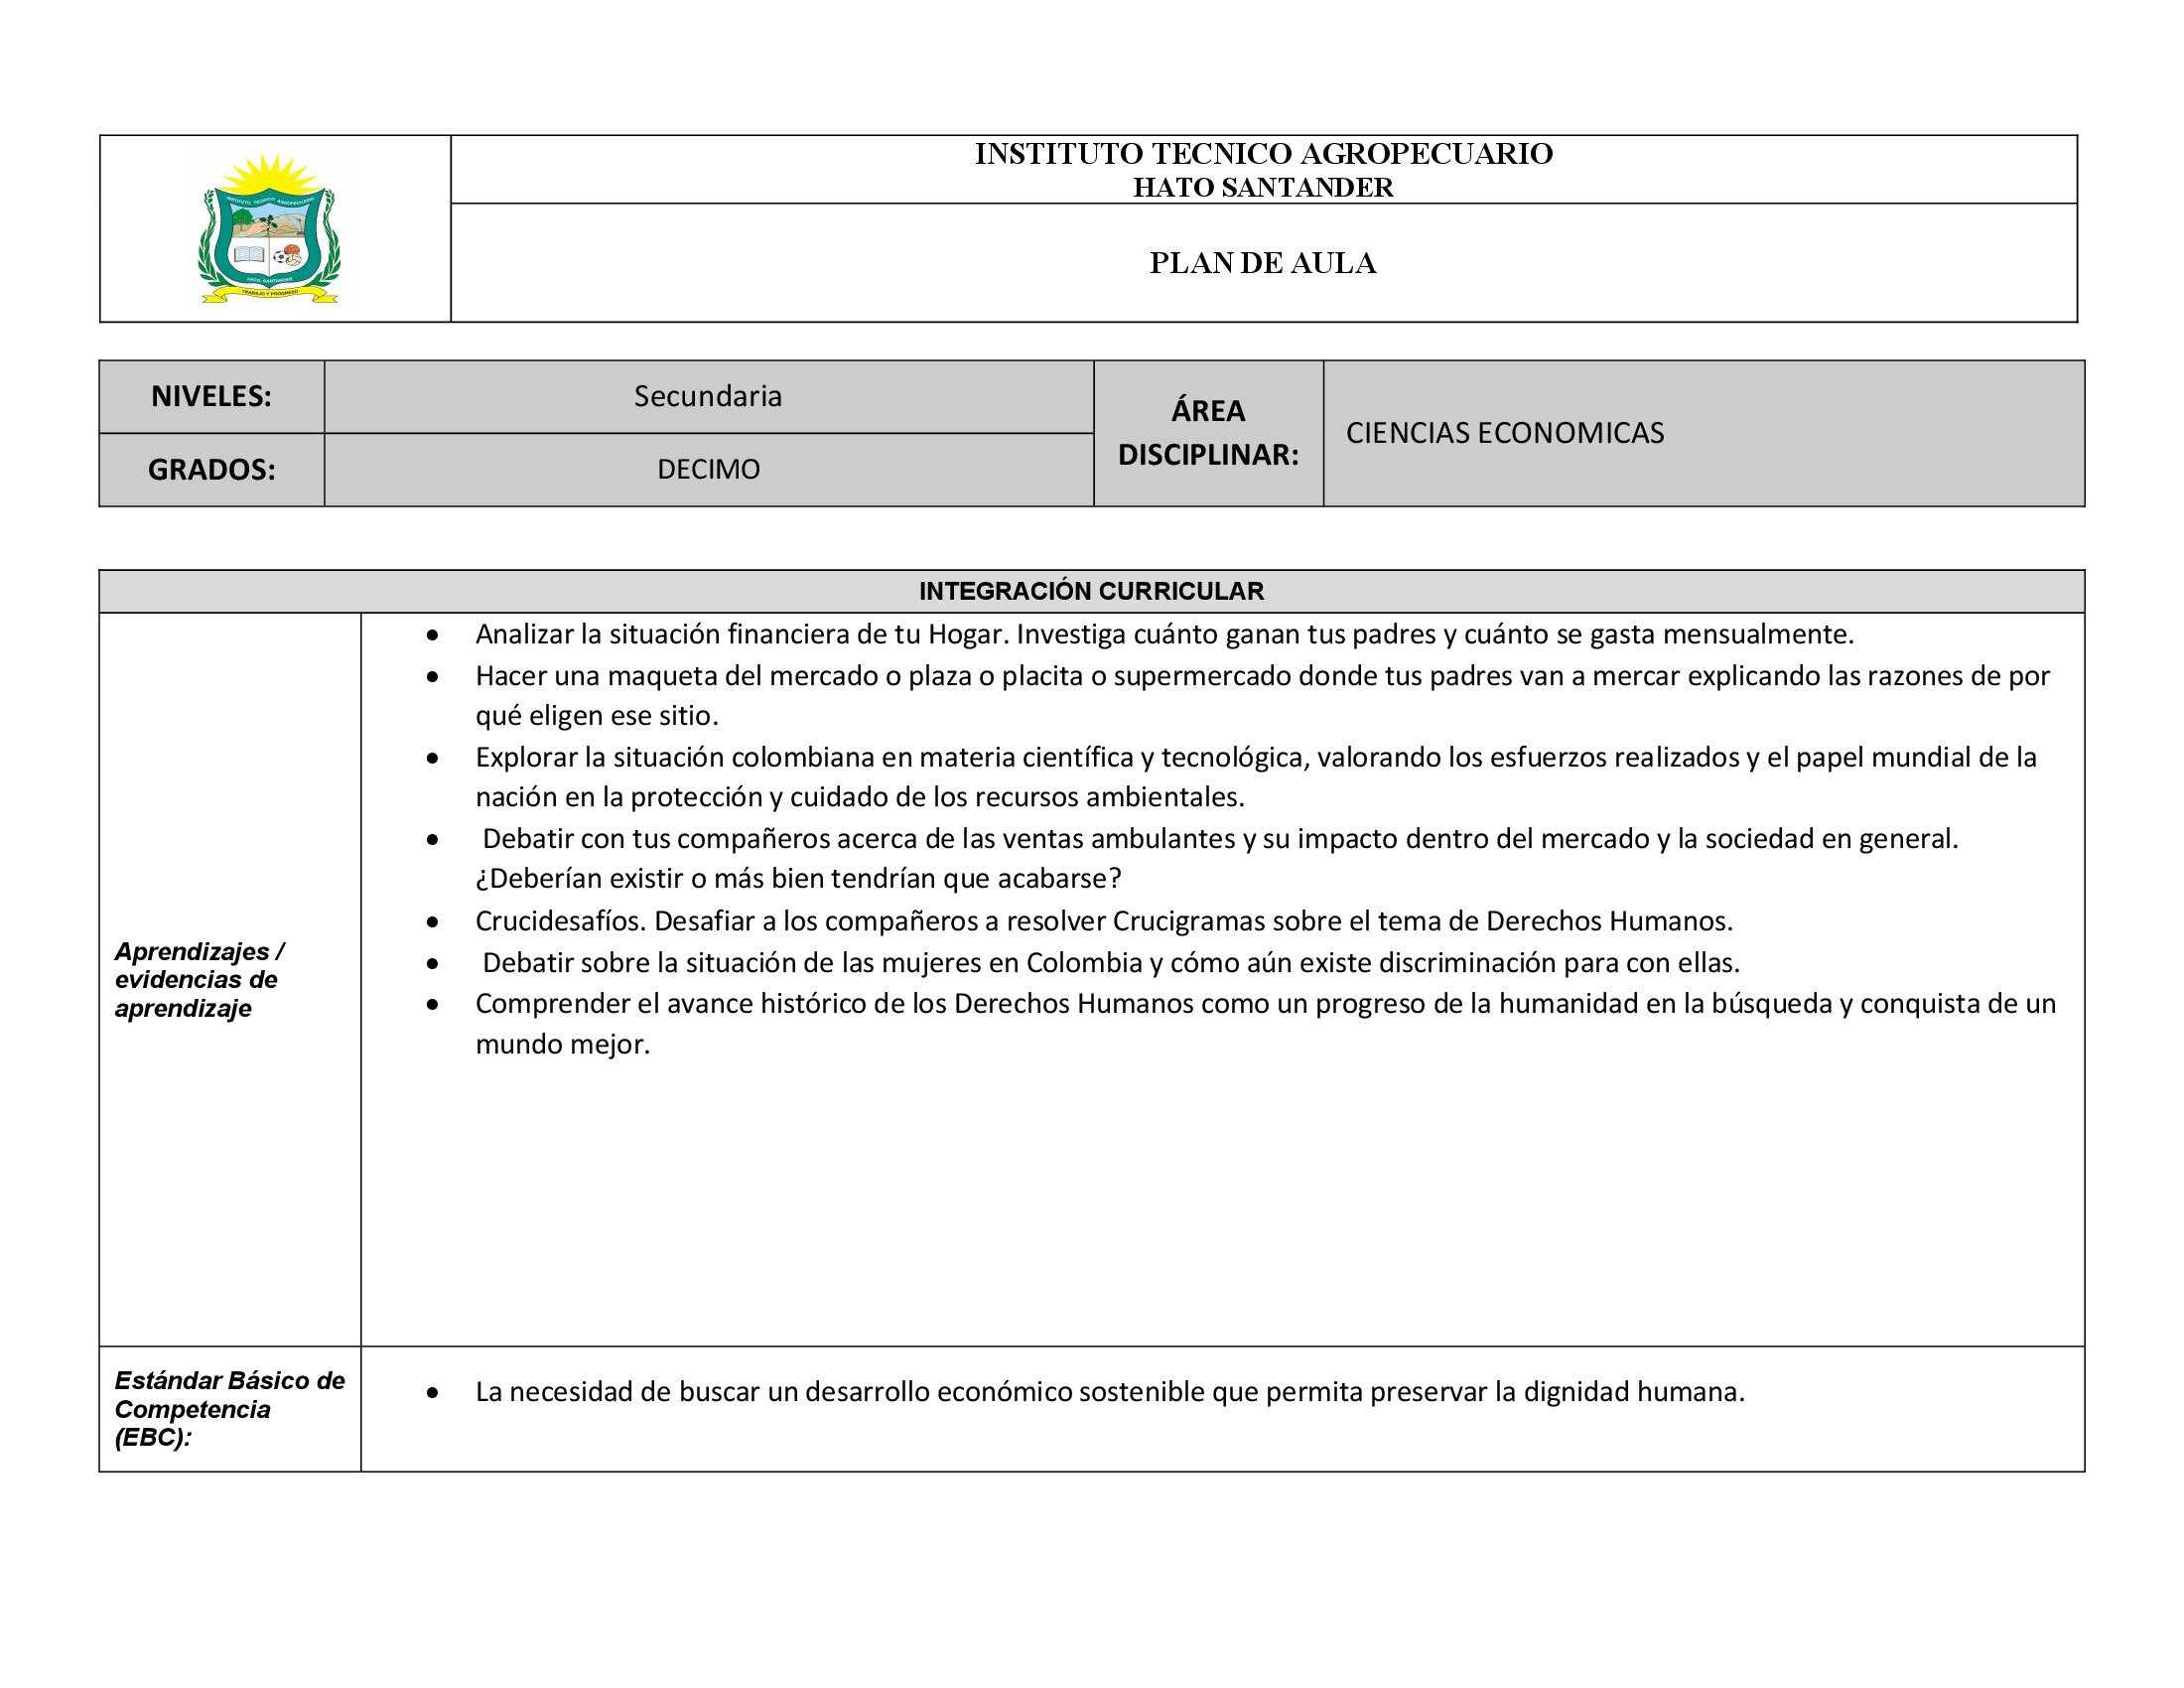 INSTITUTO TECNICO AGROPECUARIO
HATO SANTANDER
TRABAJO Y PROGRESO
INSTITUTO TECNICO AGROPECUARIO
HATO SANTANDER
PLAN DE AULA
NIVELES:
Secundaria
GRADOS:
DECIMO
ÁREA
DISCIPLINAR:
CIENCIAS ECONOMICAS
INTEGRACIÓN CURRICULAR
Aprendizajes /
evidencias de
aprendizaje
• Analizar la situación financiera de tu Hogar. Investiga cuánto ganan tus padres y cuánto se gasta mensualmente.
• Hacer una maqueta del mercado o plaza o placita o supermercado donde tus padres van a mercar explicando las razones de por
qué eligen ese sitio.
• Explorar la situación colombiana en materia científica y tecnológica, valorando los esfuerzos realizados y el papel mundial de la
nación en la protección y cuidado de los recursos ambientales.
• Debatir con tus compañeros acerca de las ventas ambulantes y su impacto dentro del mercado y la sociedad en general.
¿Deberían existir o más bien tendrían que acabarse?
• Crucidesafíos. Desafiar a los compañeros a resolver Crucigramas sobre el tema de Derechos Humanos.
• Debatir sobre la situación de las mujeres en Colombia y cómo aún existe discriminación para con ellas.
• Comprender el avance histórico de los Derechos Humanos como un progreso de la humanidad en la búsqueda y conquista de un
mundo mejor.
Estándar Básico de
Competencia
(EBC):
• La necesidad de buscar un desarrollo económico sostenible que permita preservar la dignidad humana.